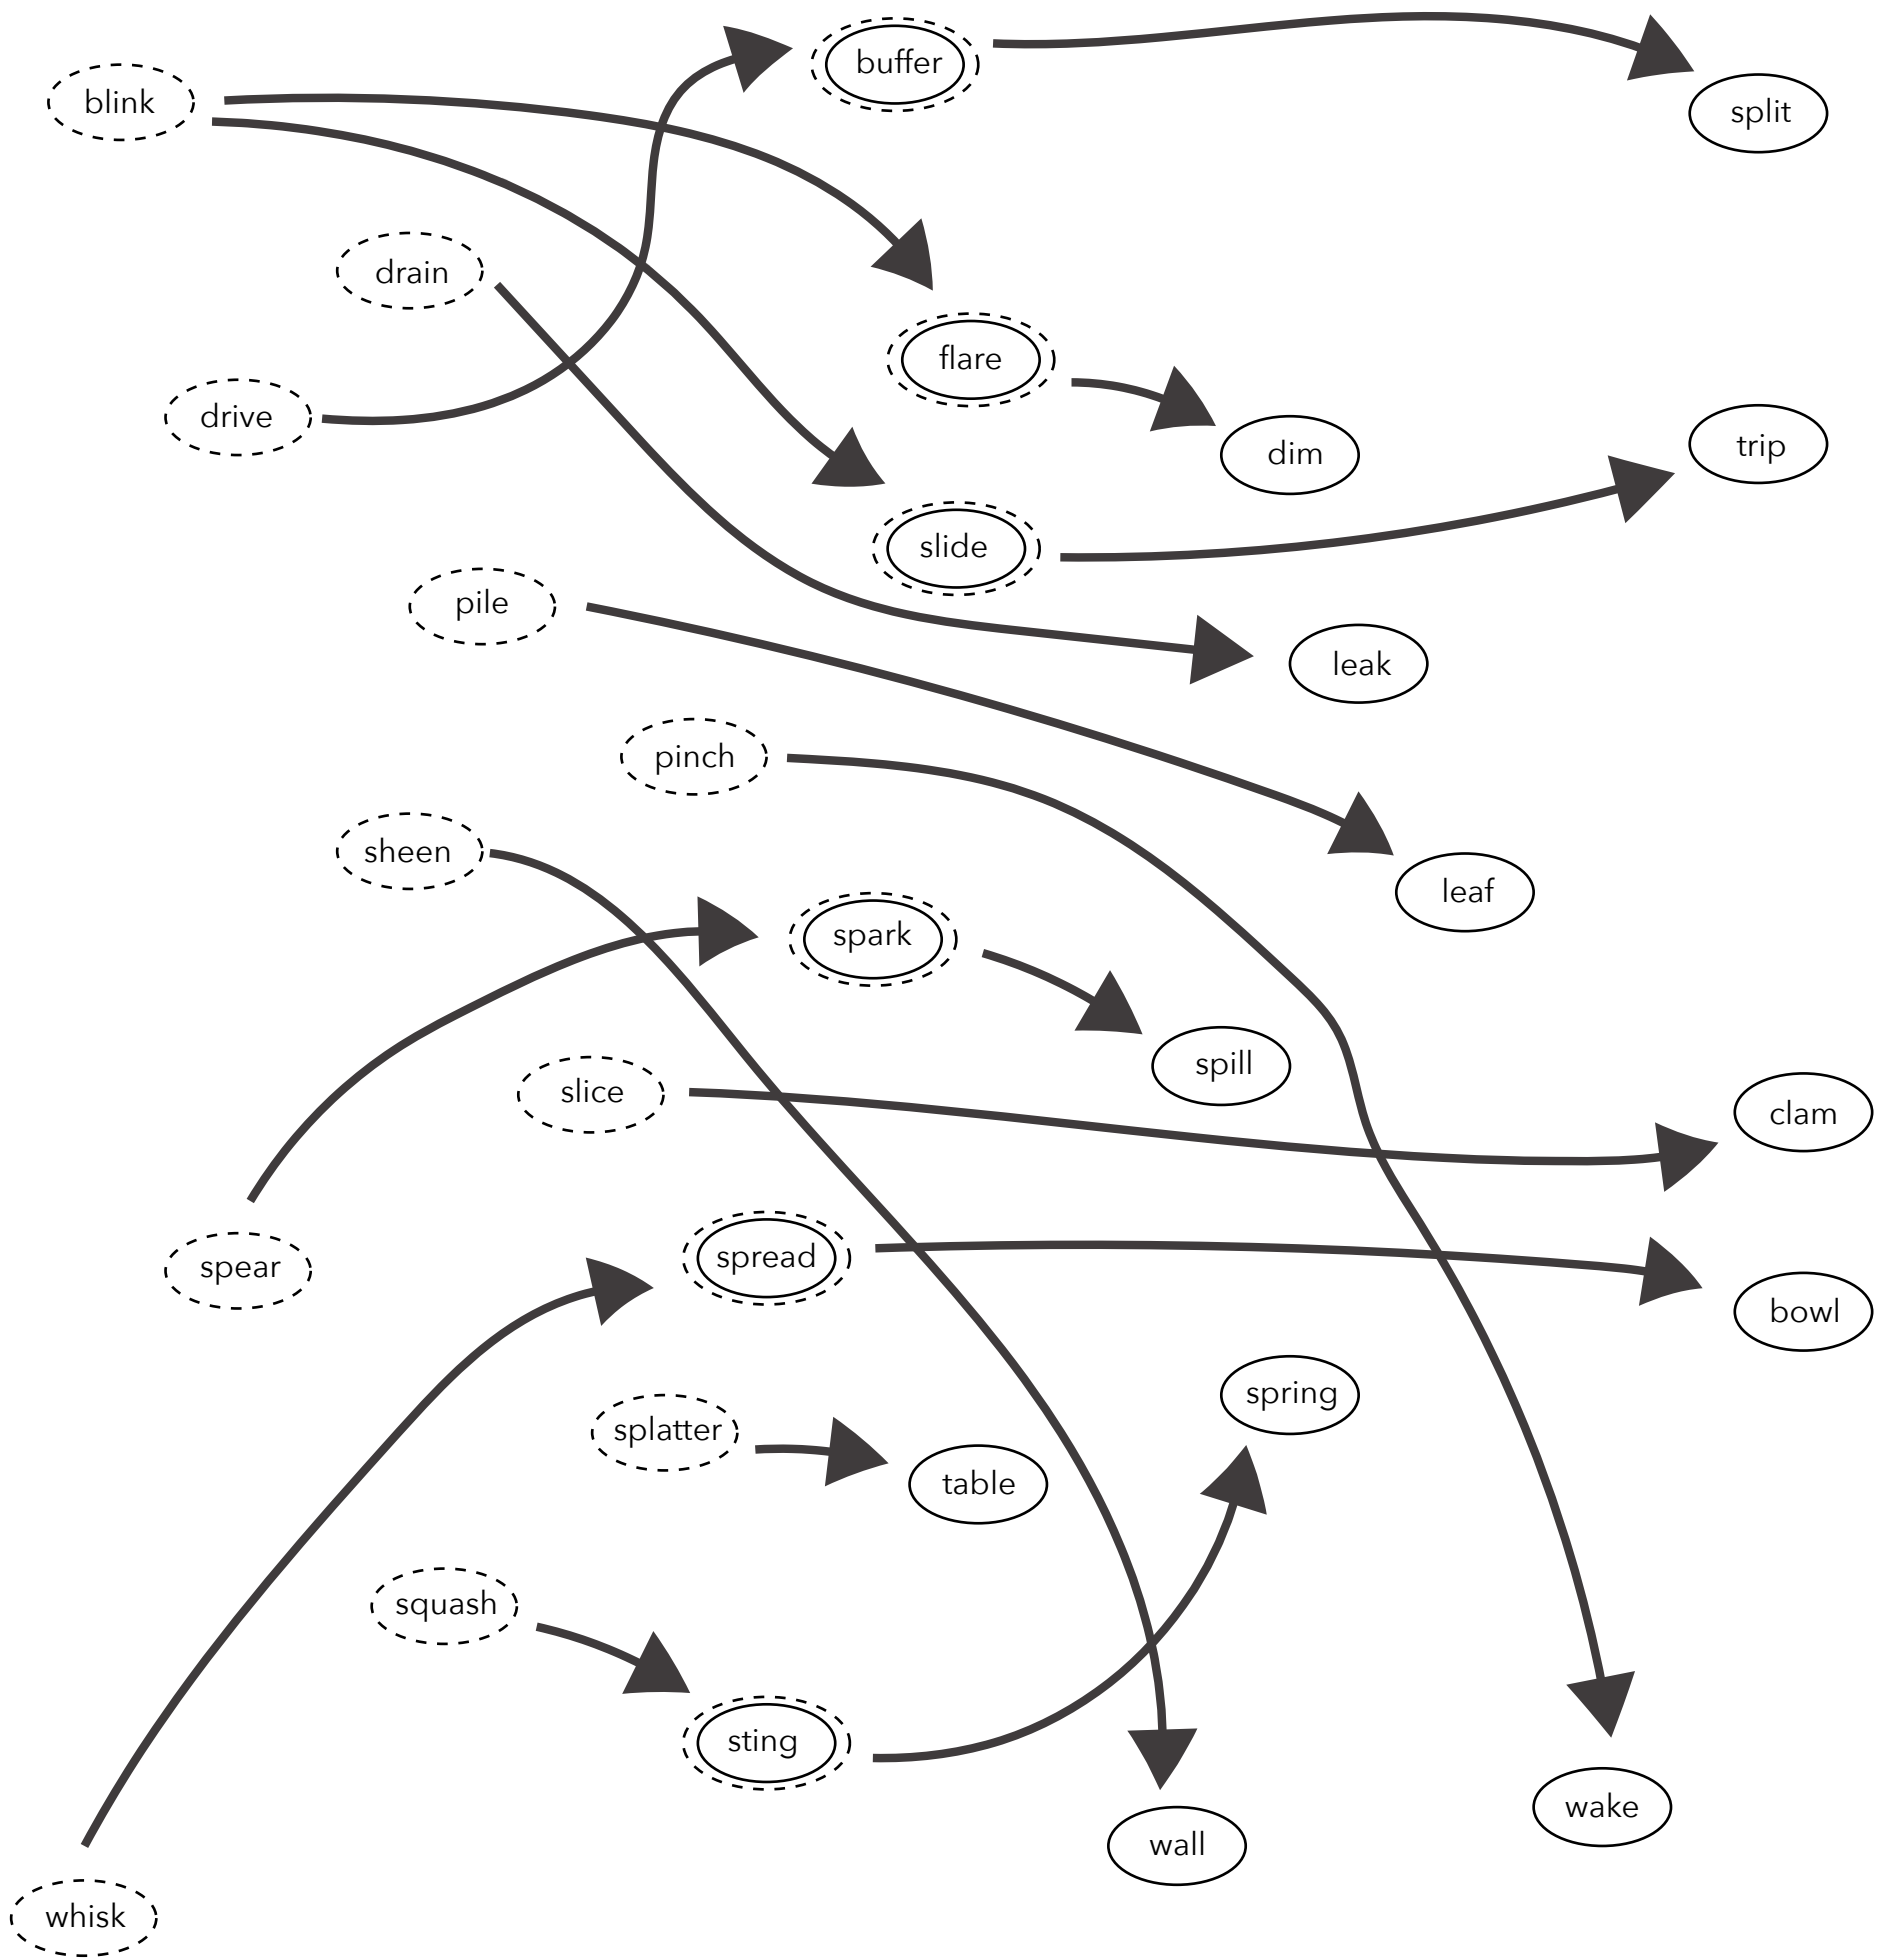 buffer
blink
split
drain
flare
drive
dim
trip
slide
pile
leak
pinch
sheen
leaf
spark
spill
slice
clam
spread
spear
bowl
spring
splatter
table
squash
sting
wake
wall
whisk